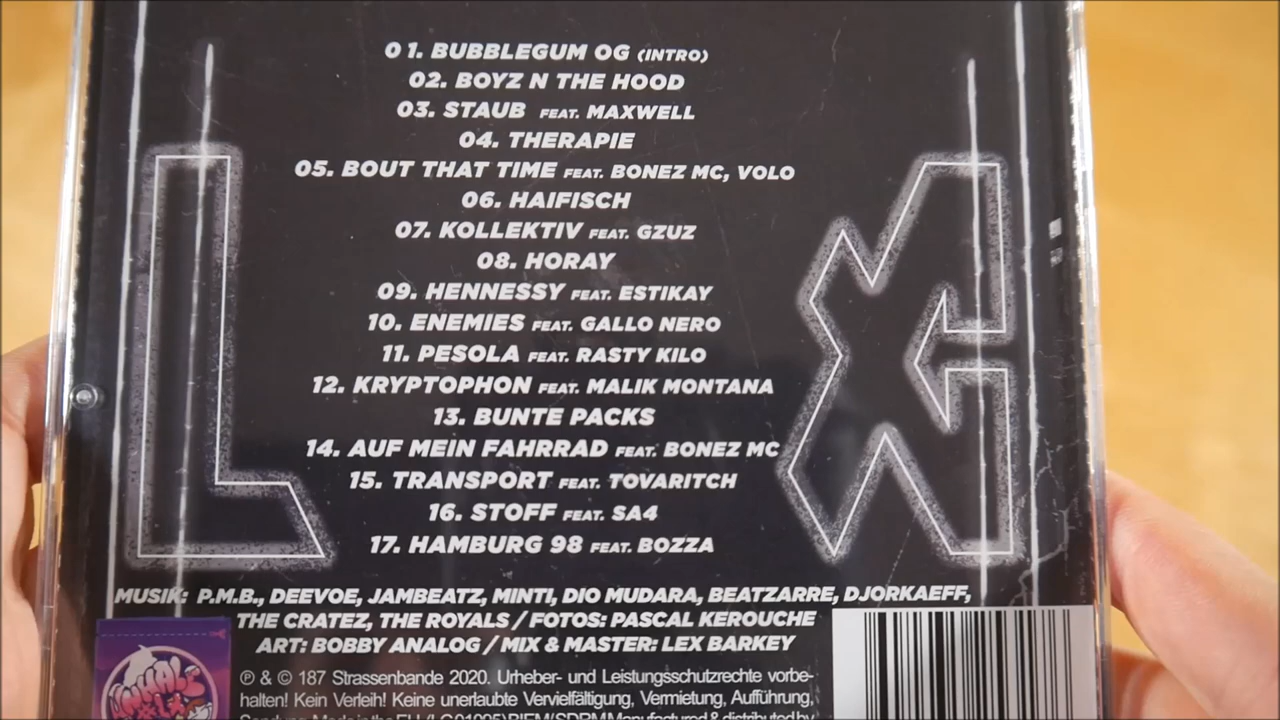 01. BUBBLEGUM OG (INTRO)
02. BOYZ N THE HOOD
03. STAUB FEAT. MAXWELL
04. THERAPIE
05. BOUT THAT TIME FEAT. BONEZ MC, VOLO
06. HAIFISCH
07. KOLLEKTIV FEAT. GZUZ
08. HORAY
09. HENNESSY FEAT. ESTIKAY
10. ENEMIES FEAT. GALLO NERO
11. PESOLA FEAT. RASTY KILO
12. KRYPTOPHON FEAT. MALIK MONTANA
13. BUNTE PACKS
14. AUF MEIN FAHRRAD FEAT. BONEZ MC
15. TRANSPORT FEAT. TOVARITCH
16. STOFF FEAT. SA4
17. HAMBURG 98 FEAT. BOZZA
LX
MUSIK: P.M.B., DEEVOE, JAMBEATZ, MINTI, DIO MUDARA, BEATZARRE, DJORKAEFF,
THE CRATEZ, THE ROYALS / FOTOS: PASCAL KEROUCHE
ART: BOBBY ANALOG / MIX & MASTER: LEX BARKEY
℗ & © 187 Strassenbande 2020. Urheber- und Leistungsschutzrechte vorbe-
halten! Kein Verleih! Keine unerlaubte Vervielfältigung, Vermietung, Aufführung,